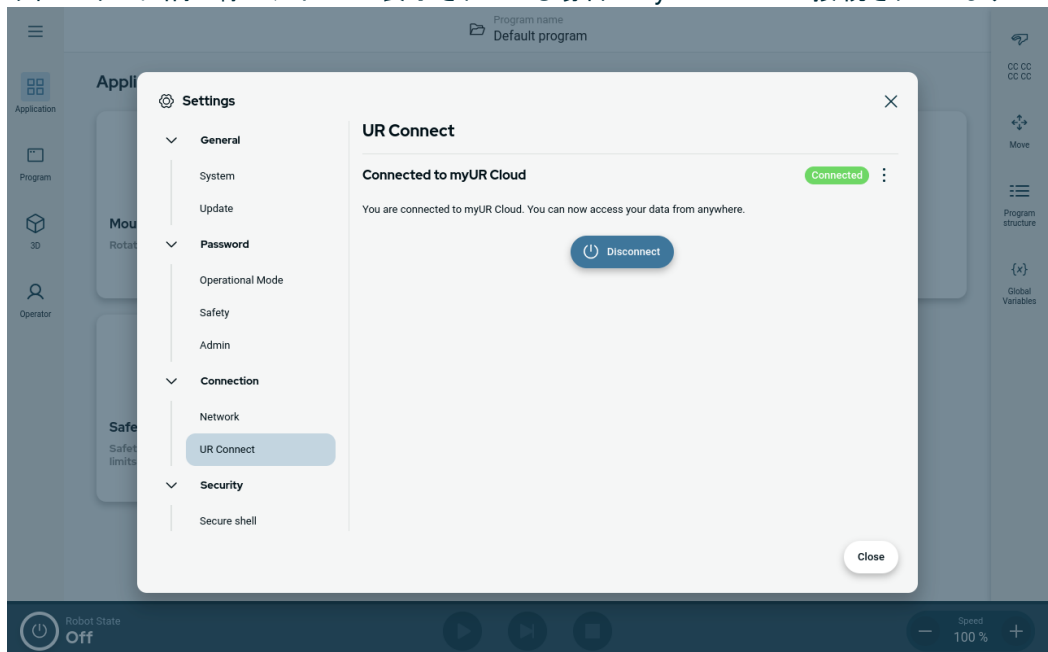 Program name
Default program
Application
Program
3D
Operator
Appli
Mou
Rotat
Safe
Safet
limits
Settings
General
System
Update
Password
Operational Mode
Safety
Admin
Connection
Network
UR Connect
Security
Secure shell
UR Connect
Connected to myUR Cloud
Connected
You are connected to myUR Cloud. You can now access your data from anywhere.
Disconnect
Close
CC CC
CC CC
Move
Program
structure
{x}
Global
Variables
Robot State
Off
Speed
100 %